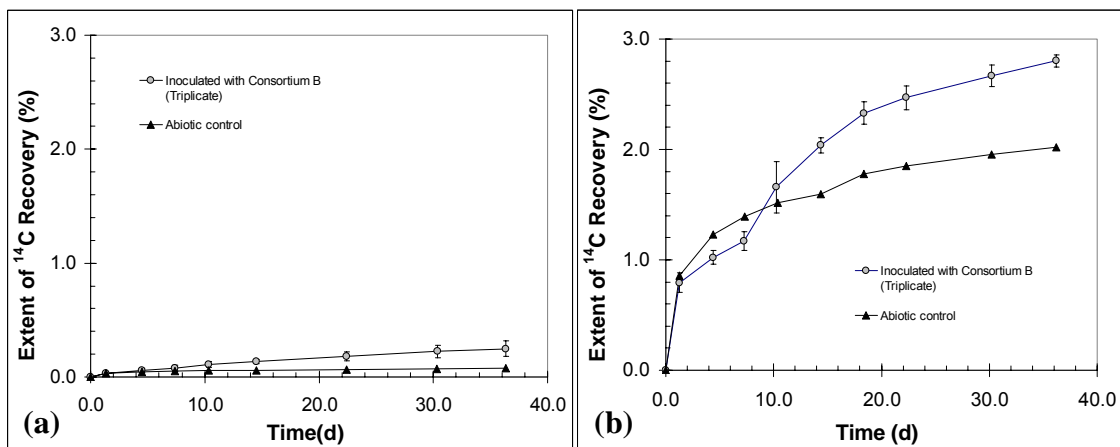 3.0
2.0
1.0
0.0
Extent of ¹⁴C Recovery (%)
Inoculated with Consortium B
(Triplicate)
Abiotic control
0.0 10.0 20.0 30.0 40.0
Time(d)
(a)
3.0
2.0
1.0
0.0
Extent of ¹⁴C Recovery (%)
Inoculated with Consortium B
(Triplicate)
Abiotic control
0.0 10.0 20.0 30.0 40.0
Time (d)
(b)